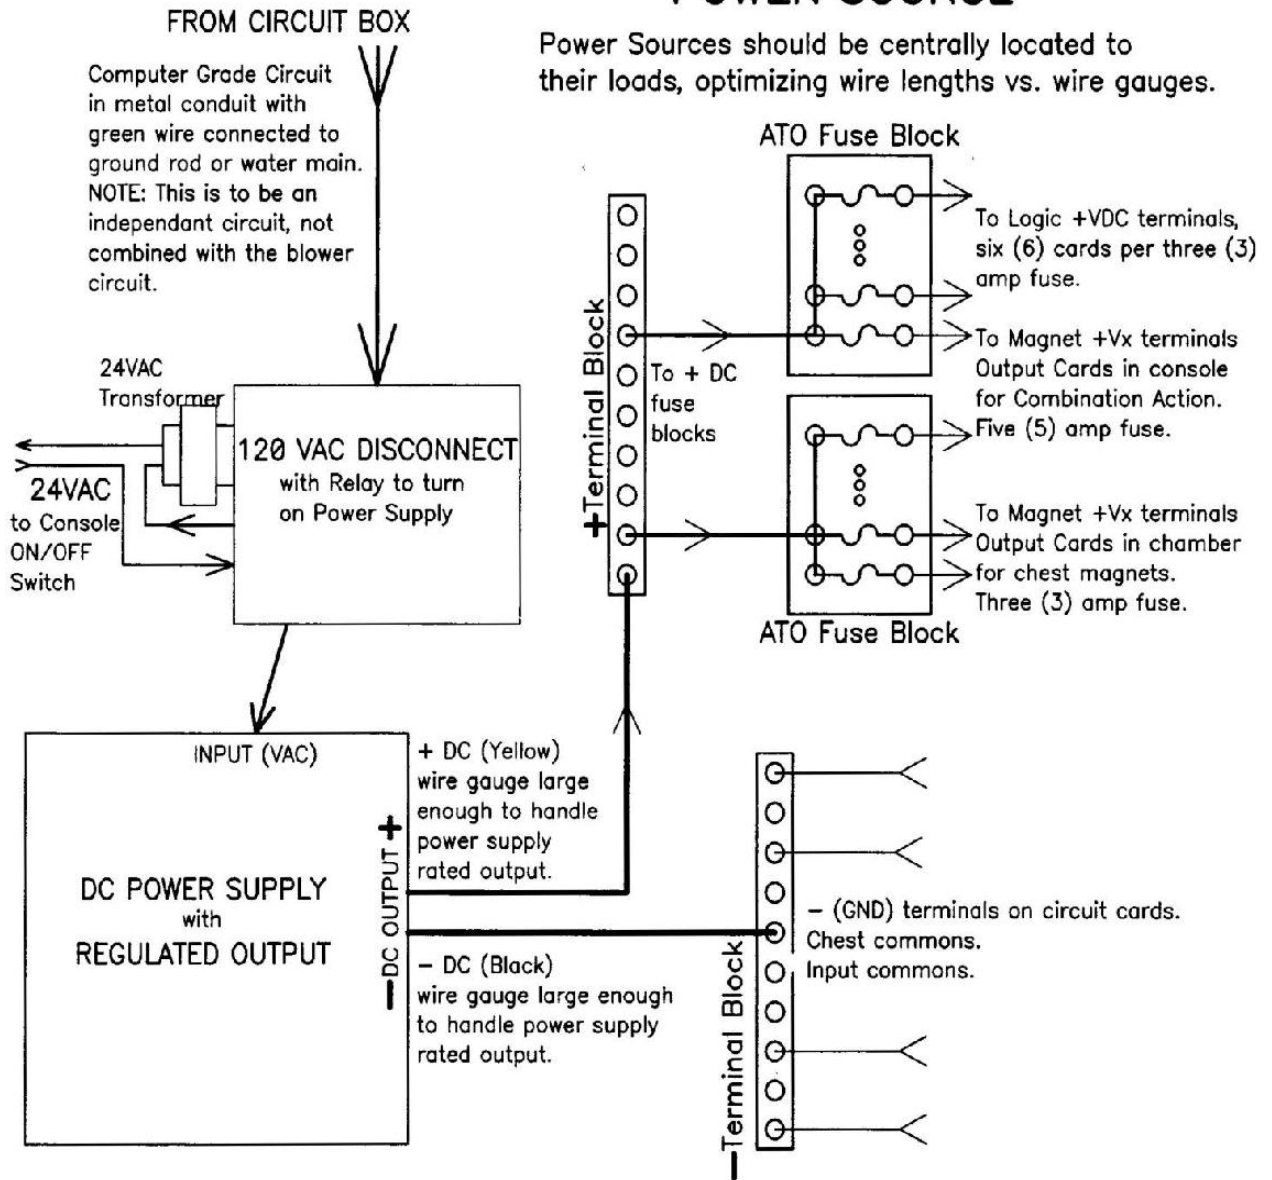 POWER SOURCE
Power Sources should be centrally located to
their loads, optimizing wire lengths vs. wire gauges.
FROM CIRCUIT BOX
Computer Grade Circuit
in metal conduit with
green wire connected to
ground rod or water main.
NOTE: This is to be an
independant circuit, not
combined with the blower
circuit.
24VAC
Transformer
120 VAC DISCONNECT
with Relay to turn
on Power Supply
24VAC
to Console
ON/OFF
Switch
+Terminal Block
To + DC
fuse
blocks
ATO Fuse Block
To Logic +VDC terminals,
six (6) cards per three (3)
amp fuse.
To Magnet +Vx terminals
Output Cards in console
for Combination Action.
Five (5) amp fuse.
To Magnet +Vx terminals
Output Cards in chamber
for chest magnets.
Three (3) amp fuse.
ATO Fuse Block
INPUT (VAC)
DC POWER SUPPLY
with
REGULATED OUTPUT
−DC OUTPUT +
+ DC (Yellow)
wire gauge large
enough to handle
power supply
rated output.
− DC (Black)
wire gauge large enough
to handle power supply
rated output.
−Terminal Block
− (GND) terminals on circuit cards.
Chest commons.
Input commons.